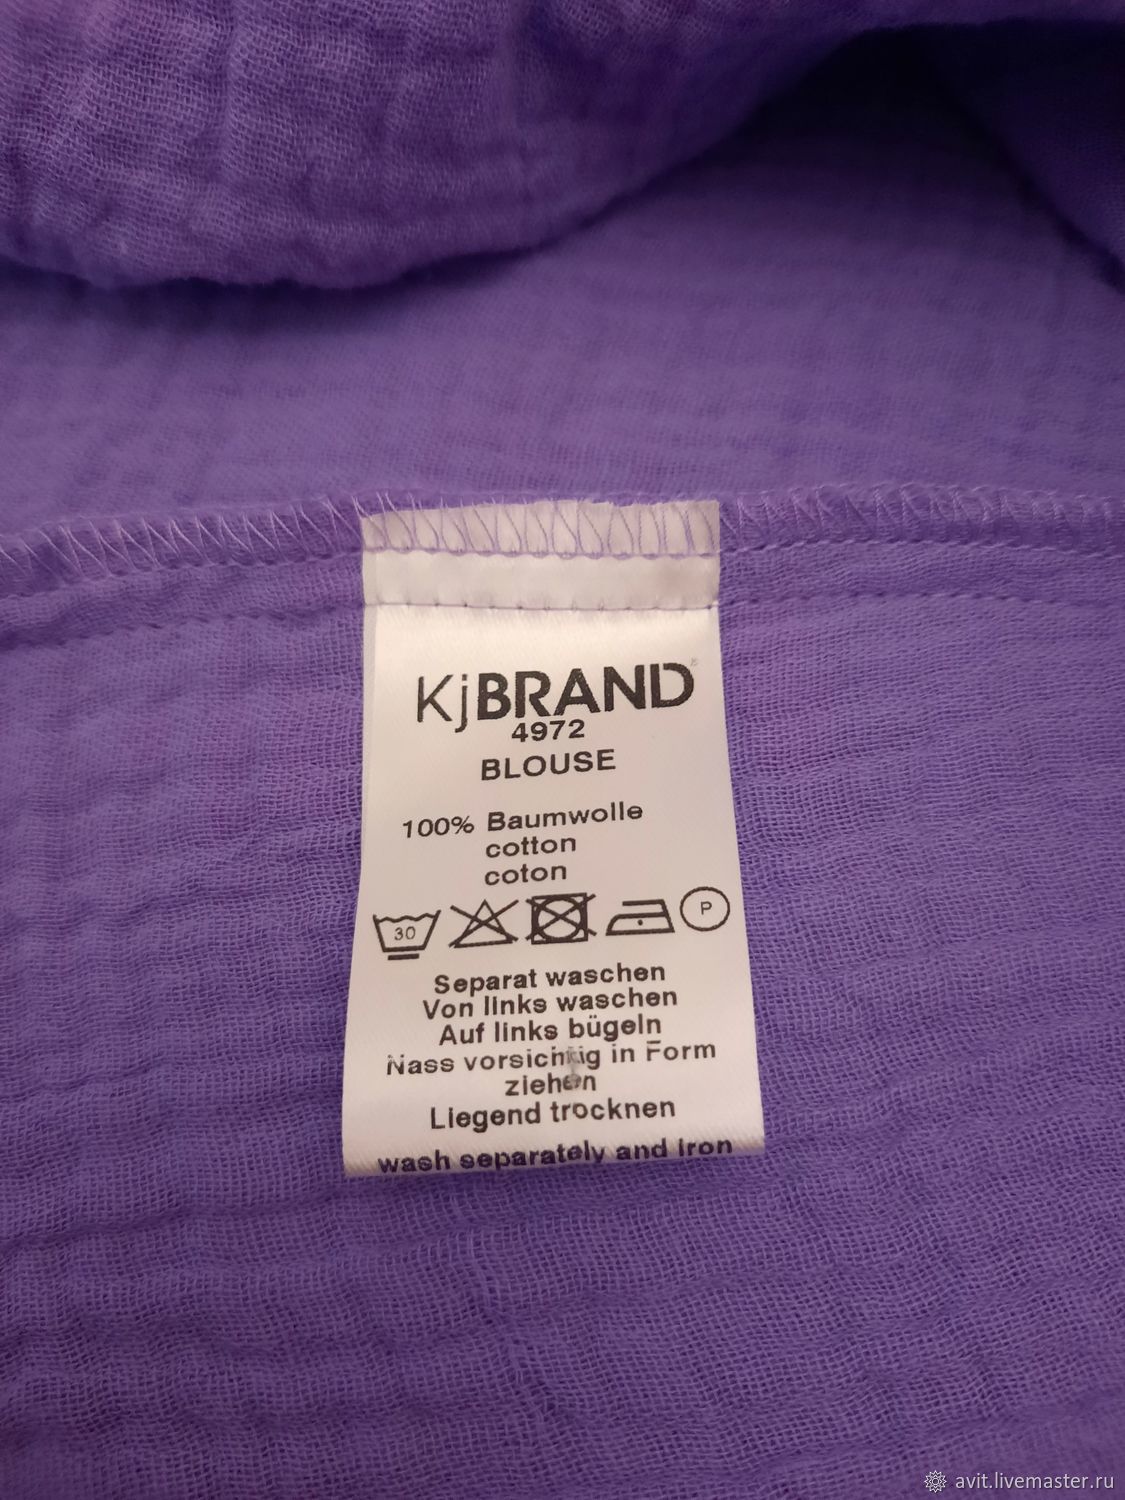 KjBRAND®
4972
BLOUSE
100% Baumwolle
cotton
coton
30 P
Separat waschen
Von links waschen
Auf links bügeln
Nass vorsichtig in Form
ziehen
Liegend trocknen
wash separately and iron
avit.livemaster.ru